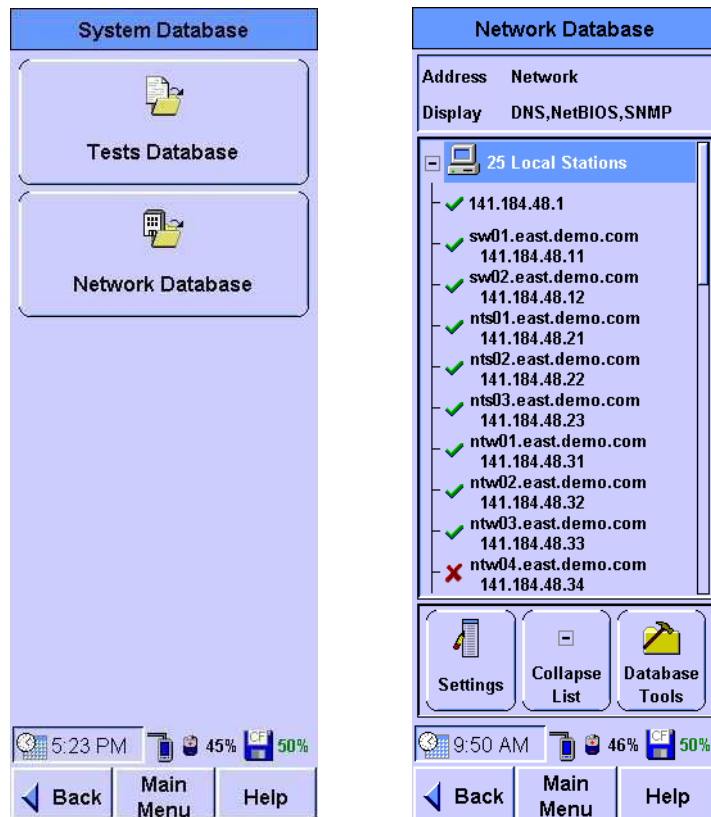 System Database
Tests Database
Network Database
5:23 PM
45%
CF
50%
Back
Main
Menu
Help
Network Database
Address Network
Display DNS,NetBIOS,SNMP
25 Local Stations
141.184.48.1
sw01.east.demo.com
141.184.48.11
sw02.east.demo.com
141.184.48.12
nts01.east.demo.com
141.184.48.21
nts02.east.demo.com
141.184.48.22
nts03.east.demo.com
141.184.48.23
ntw01.east.demo.com
141.184.48.31
ntw02.east.demo.com
141.184.48.32
ntw03.east.demo.com
141.184.48.33
ntw04.east.demo.com
141.184.48.34
Settings
Collapse
List
Database
Tools
9:50 AM
46%
CF
50%
Back
Main
Menu
Help